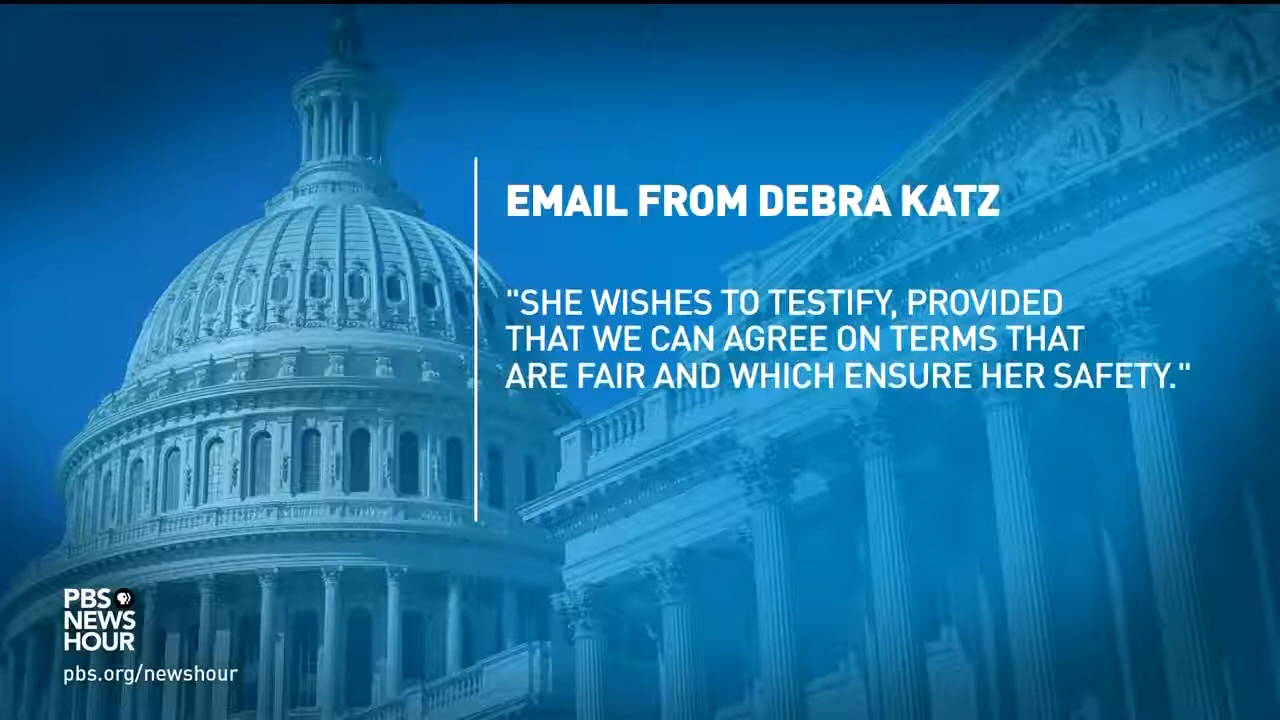 EMAIL FROM DEBRA KATZ
"SHE WISHES TO TESTIFY, PROVIDED
THAT WE CAN AGREE ON TERMS THAT
ARE FAIR AND WHICH ENSURE HER SAFETY."
PBS
NEWS
HOUR
pbs.org/newshour